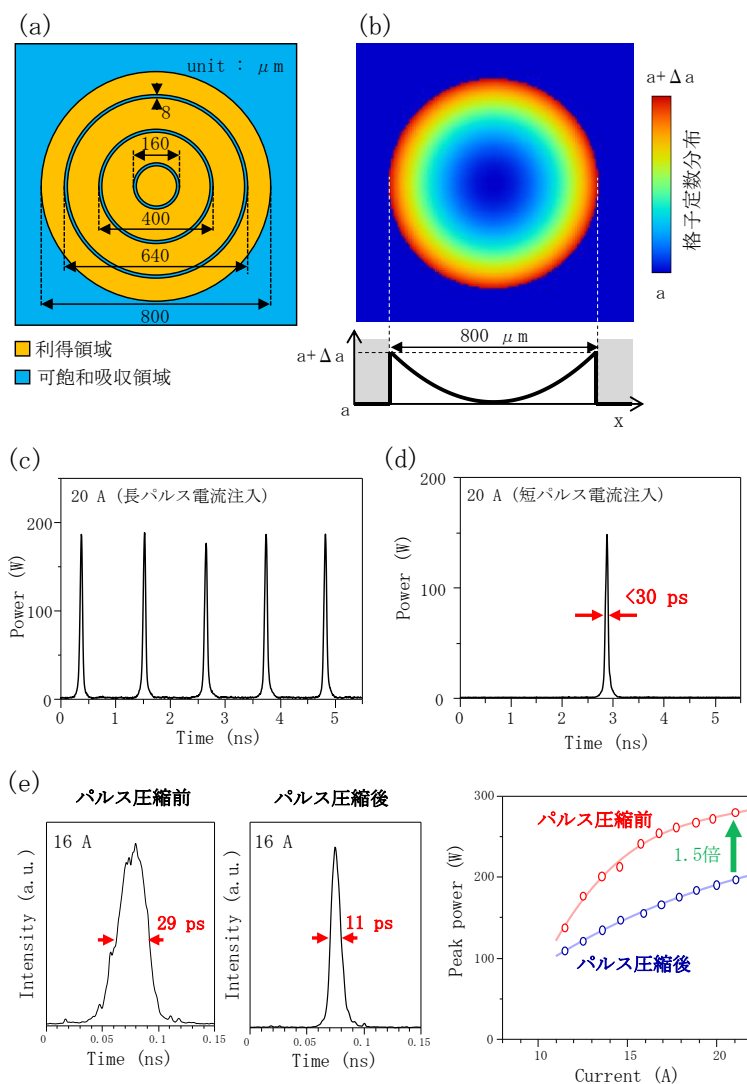 (a)
unit : μm
8
160
400
640
800
利得領域
可飽和吸収領域
(b)
a+Δa
格子定数分布
a
800 μm
a+Δa
a
x
(c)
20 A (長パルス電流注入)
200
100
0
Power (W)
0 1 2 3 4 5
Time (ns)
(d)
20 A (短パルス電流注入)
<30 ps
200
100
0
Power (W)
0 1 2 3 4 5
Time (ns)
(e)
パルス圧縮前
16 A
29 ps
Intensity (a.u.)
0 0.05 0.10 0.15
Time (ns)
パルス圧縮後
16 A
11 ps
Intensity (a.u.)
0 0.05 0.10 0.15
Time (ns)
300
200
100
0
Peak power (W)
パルス圧縮前
1.5倍
パルス圧縮後
10 15 20
Current (A)